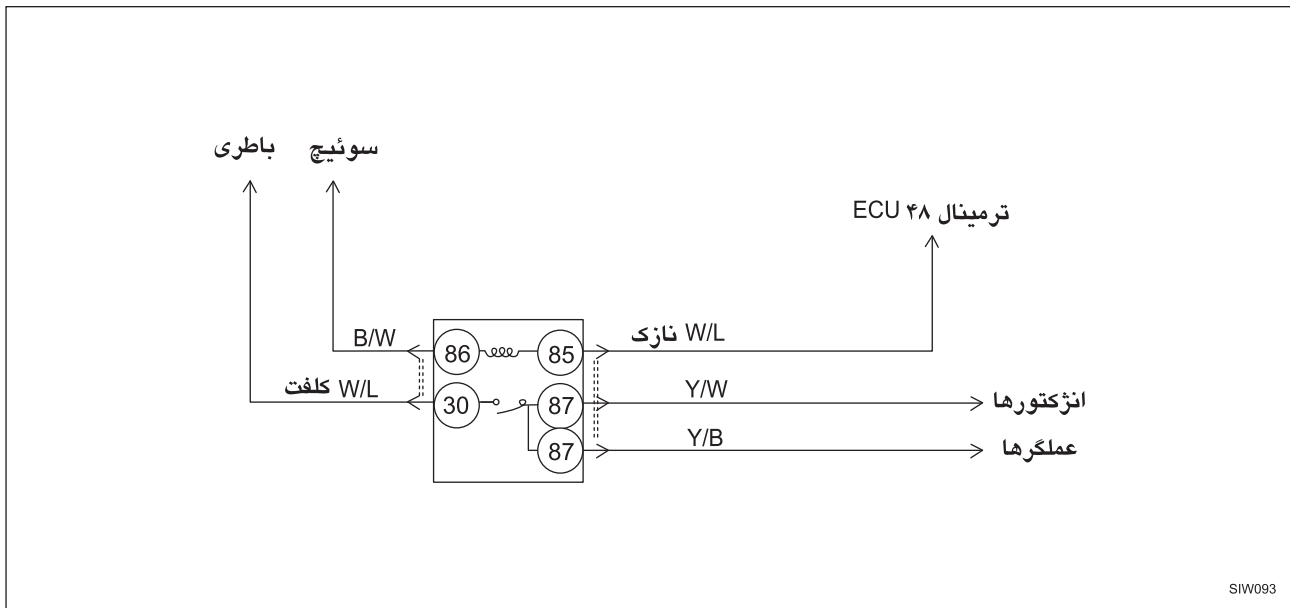 باطری
سوئیچ
ترمینال ۴۸ ECU
B/W
86
85
نازک W/L
کلفت W/L
30
87
Y/W
انژکتورها
87
Y/B
عملگرها
SIW093